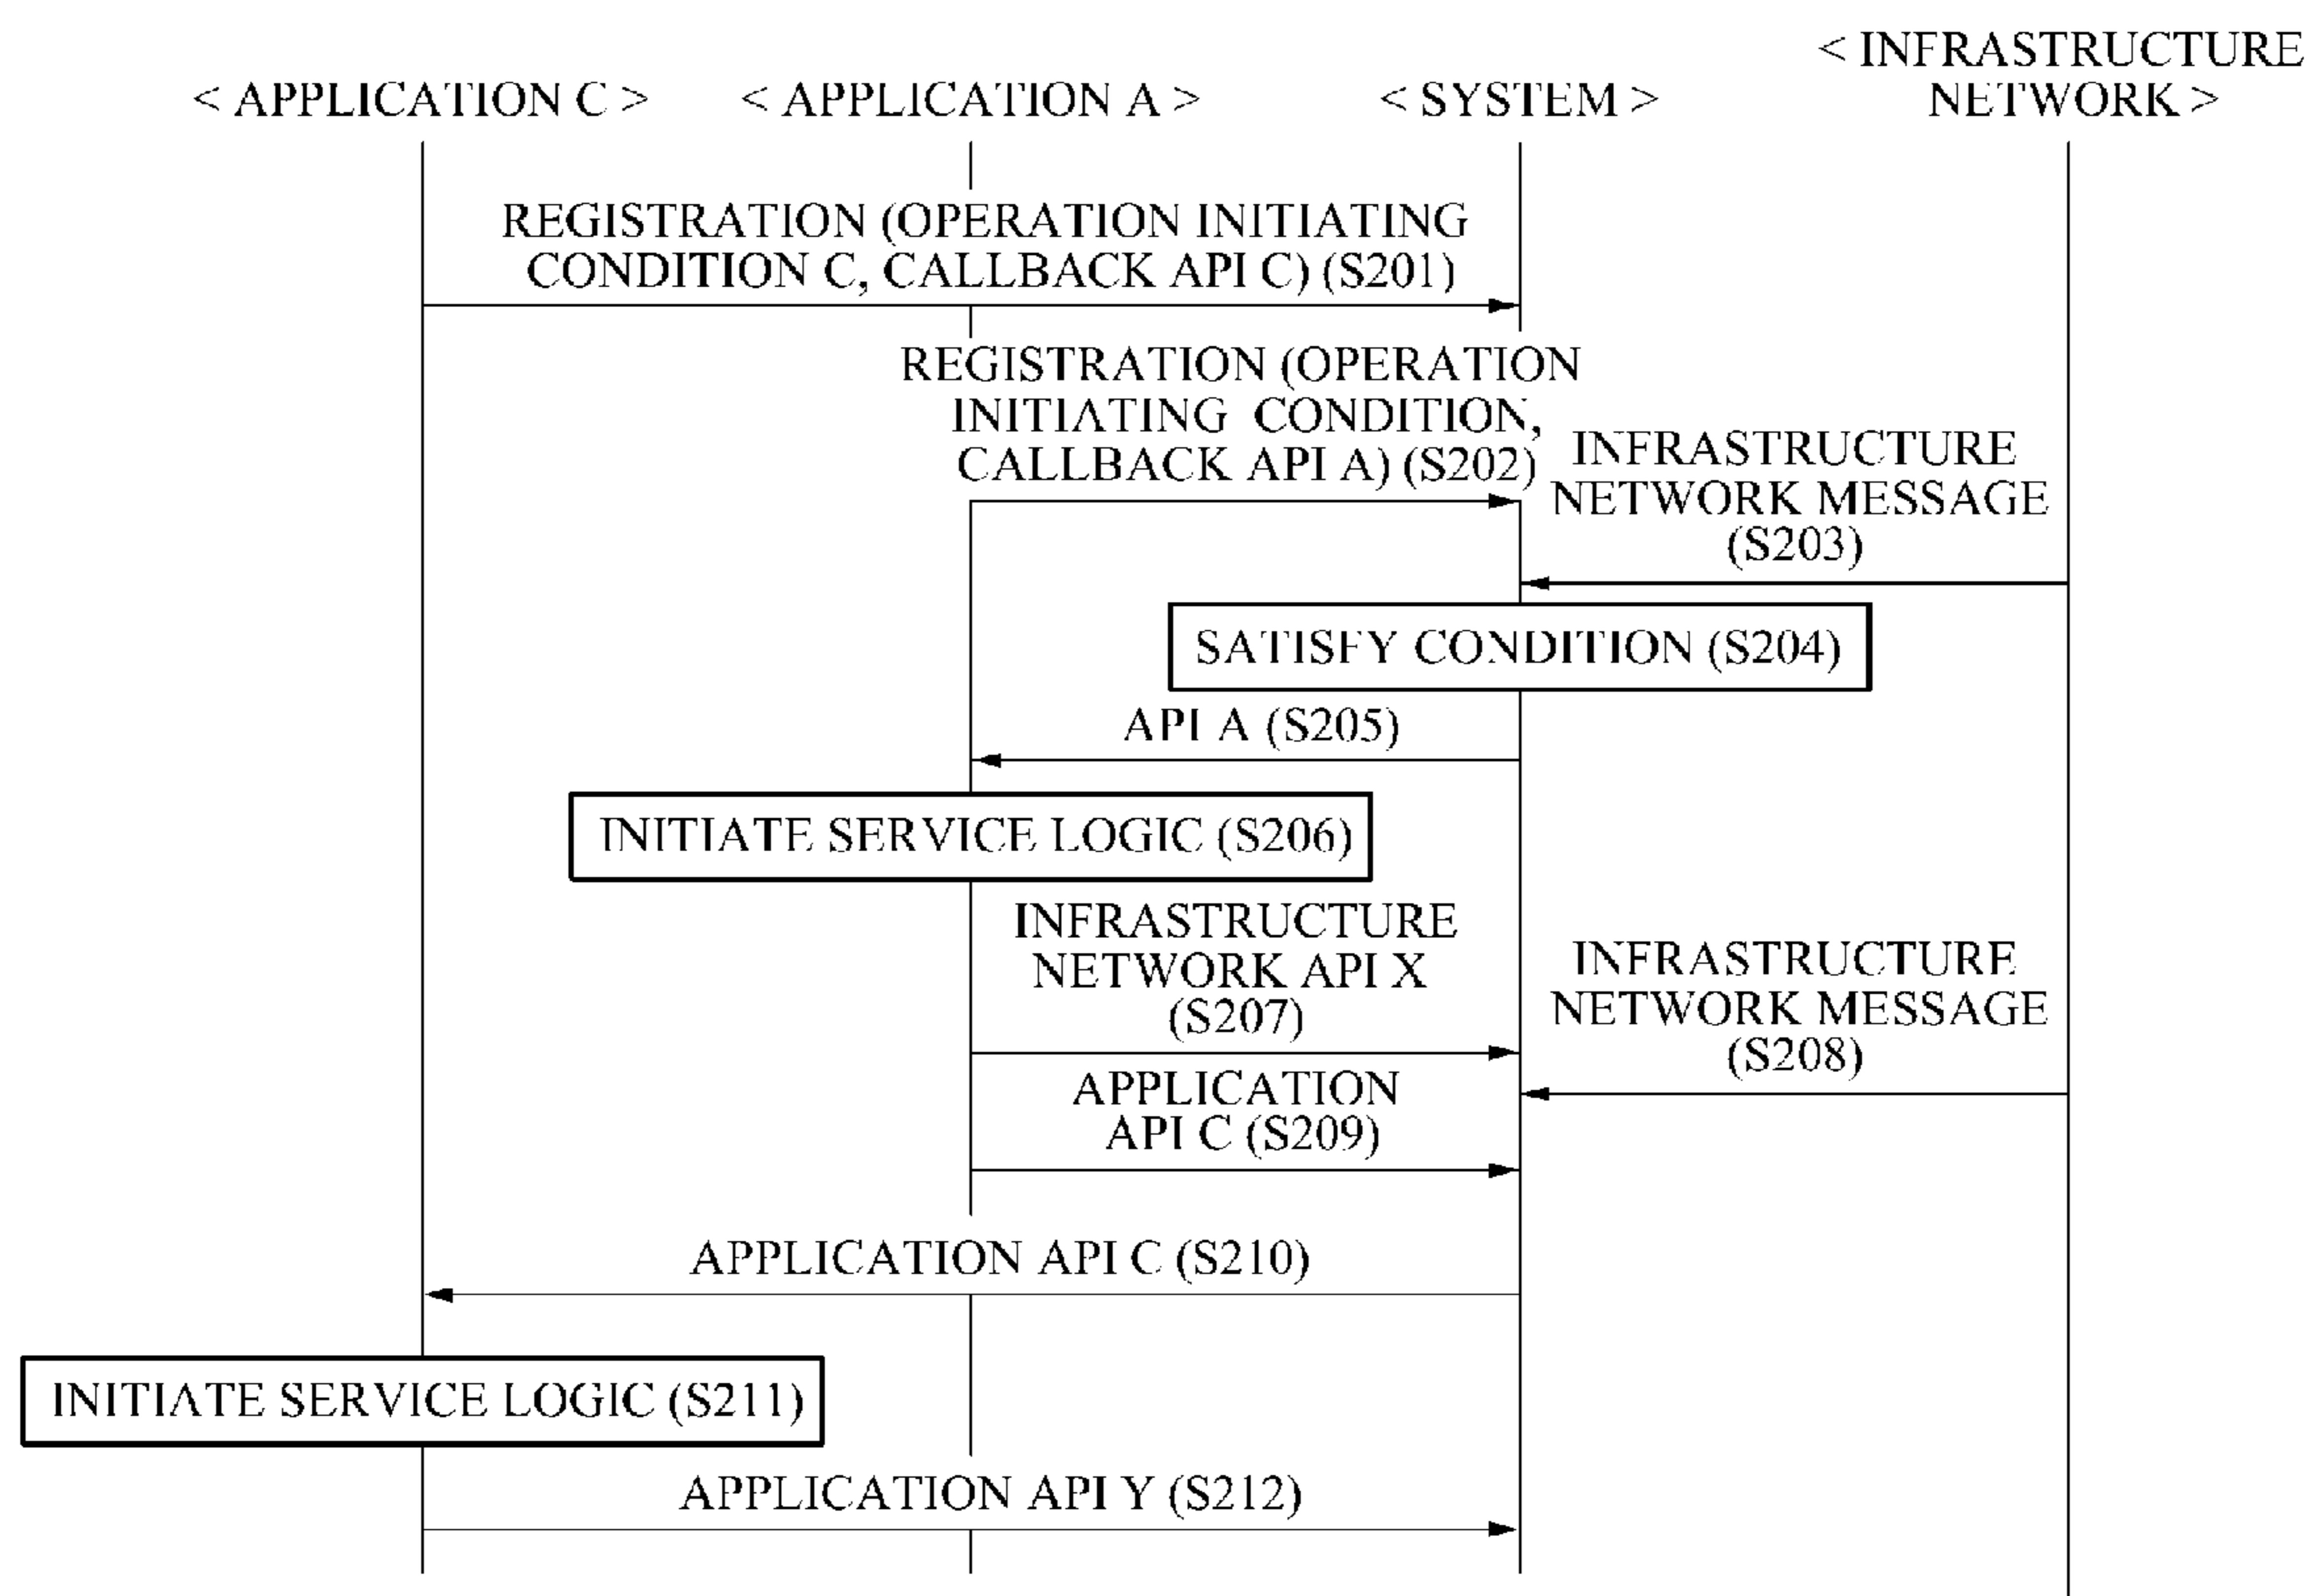 < APPLICATION C >
< APPLICATION A >
< SYSTEM >
< INFRASTRUCTURE
NETWORK >
REGISTRATION (OPERATION INITIATING
CONDITION C, CALLBACK API C) (S201)
REGISTRATION (OPERATION
INITIATING CONDITION,
CALLBACK API A) (S202)
INFRASTRUCTURE
NETWORK MESSAGE
(S203)
SATISFY CONDITION (S204)
API A (S205)
INITIATE SERVICE LOGIC (S206)
INFRASTRUCTURE
NETWORK API X
(S207)
INFRASTRUCTURE
NETWORK MESSAGE
(S208)
APPLICATION
API C (S209)
APPLICATION API C (S210)
INITIATE SERVICE LOGIC (S211)
APPLICATION API Y (S212)